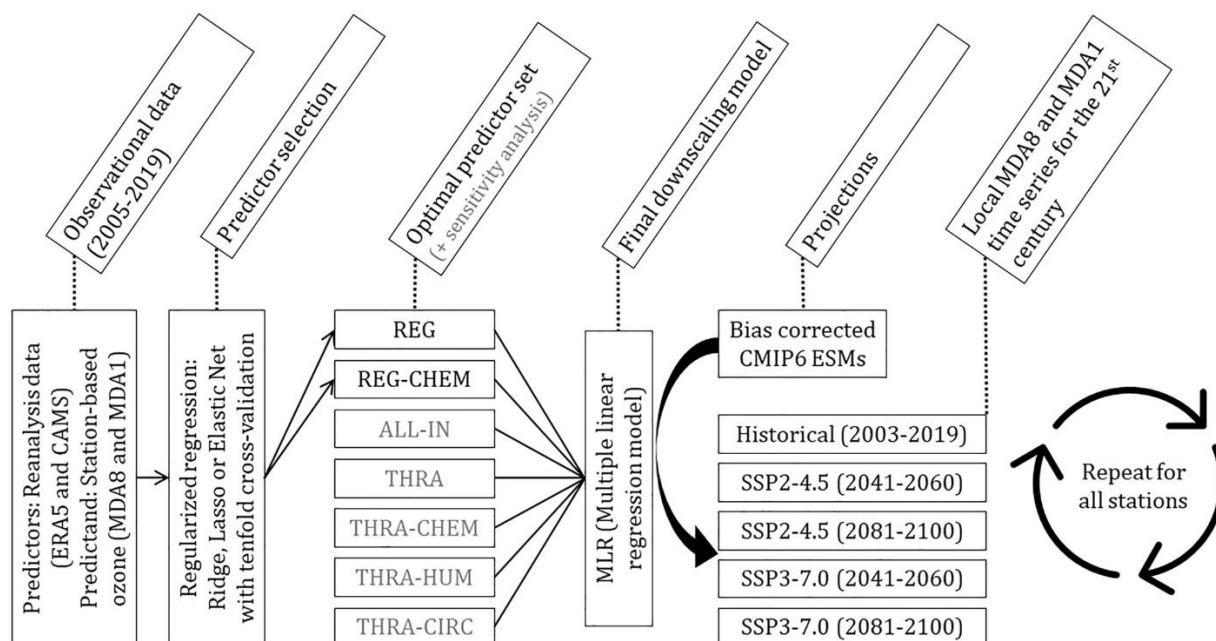 Observational data
(2005-2019)
Predictor selection
Optimal predictor set
(+ sensitivity analysis)
Final downscaling model
Projections
Local MDA8 and MDA1
time series for the 21st
century
Predictors: Reanalysis data
(ERA5 and CAMS)
Predictand: Station-based
ozone (MDA8 and MDA1)
Regularized regression:
Ridge, Lasso or Elastic Net
with tenfold cross-validation
REG
REG-CHEM
ALL-IN
THRA
THRA-CHEM
THRA-HUM
THRA-CIRC
MLR (Multiple linear
regression model)
Bias corrected
CMIP6 ESMs
Historical (2003-2019)
SSP2-4.5 (2041-2060)
SSP2-4.5 (2081-2100)
SSP3-7.0 (2041-2060)
SSP3-7.0 (2081-2100)
Repeat for
all stations